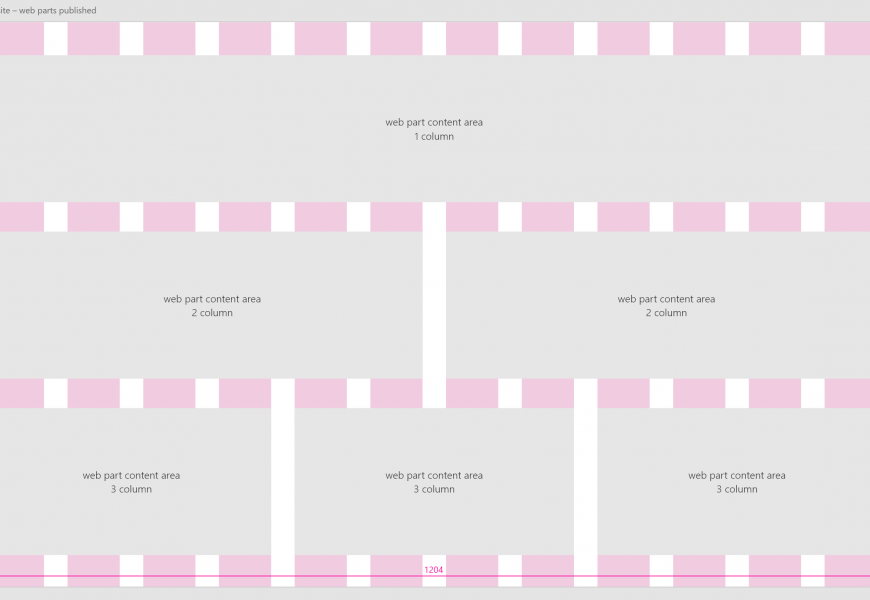 ite – web parts published
web part content area
1 column
web part content area
2 column
web part content area
2 column
web part content area
3 column
web part content area
3 column
web part content area
3 column
1204